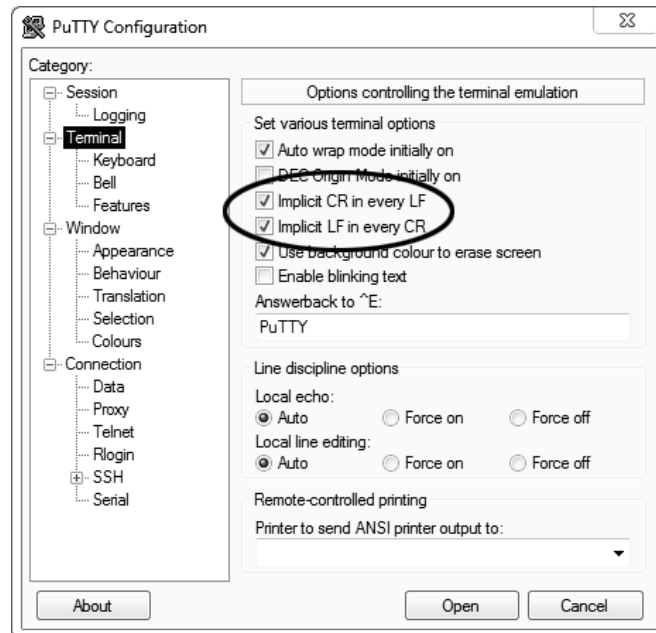 PuTTY Configuration
Category:
Session
Logging
Terminal
Keyboard
Bell
Features
Window
Appearance
Behaviour
Translation
Selection
Colours
Connection
Data
Proxy
Telnet
Rlogin
SSH
Serial
Options controlling the terminal emulation
Set various terminal options
Auto wrap mode initially on
DEC Origin Mode initially on
Implicit CR in every LF
Implicit LF in every CR
Use background colour to erase screen
Enable blinking text
Answerback to ^E:
PuTTY
Line discipline options
Local echo:
Auto Force on Force off
Local line editing:
Auto Force on Force off
Remote-controlled printing
Printer to send ANSI printer output to:
About Open Cancel